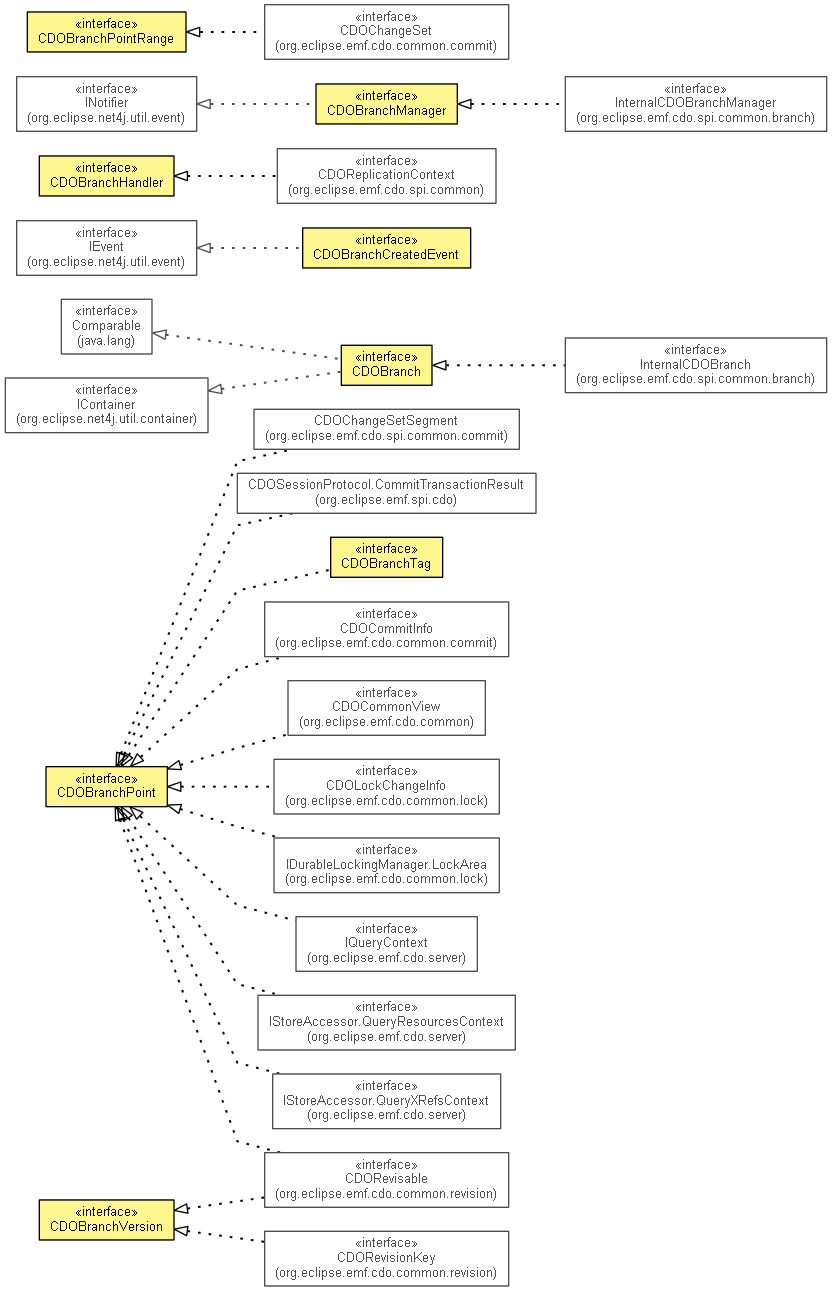 «interface»
CDOBranchPointRange
«interface»
CDOChangeSet
(org.eclipse.emf.cdo.common.commit)
«interface»
INotifier
(org.eclipse.net4j.util.event)
«interface»
CDOBranchManager
«interface»
InternalCDOBranchManager
(org.eclipse.emf.cdo.spi.common.branch)
«interface»
CDOBranchHandler
«interface»
CDOReplicationContext
(org.eclipse.emf.cdo.spi.common)
«interface»
IEvent
(org.eclipse.net4j.util.event)
«interface»
CDOBranchCreatedEvent
«interface»
Comparable
(java.lang)
«interface»
CDOBranch
«interface»
InternalCDOBranch
(org.eclipse.emf.cdo.spi.common.branch)
«interface»
IContainer
(org.eclipse.net4j.util.container)
CDOChangeSetSegment
(org.eclipse.emf.cdo.spi.common.commit)
CDOSessionProtocol.CommitTransactionResult
(org.eclipse.emf.spi.cdo)
«interface»
CDOBranchTag
«interface»
CDOCommitInfo
(org.eclipse.emf.cdo.common.commit)
«interface»
CDOCommonView
(org.eclipse.emf.cdo.common)
«interface»
CDOBranchPoint
«interface»
CDOLockChangeInfo
(org.eclipse.emf.cdo.common.lock)
«interface»
IDurableLockingManager.LockArea
(org.eclipse.emf.cdo.common.lock)
«interface»
IQueryContext
(org.eclipse.emf.cdo.server)
«interface»
IStoreAccessor.QueryResourcesContext
(org.eclipse.emf.cdo.server)
«interface»
IStoreAccessor.QueryXRefsContext
(org.eclipse.emf.cdo.server)
«interface»
CDORevisable
(org.eclipse.emf.cdo.common.revision)
«interface»
CDOBranchVersion
«interface»
CDORevisionKey
(org.eclipse.emf.cdo.common.revision)